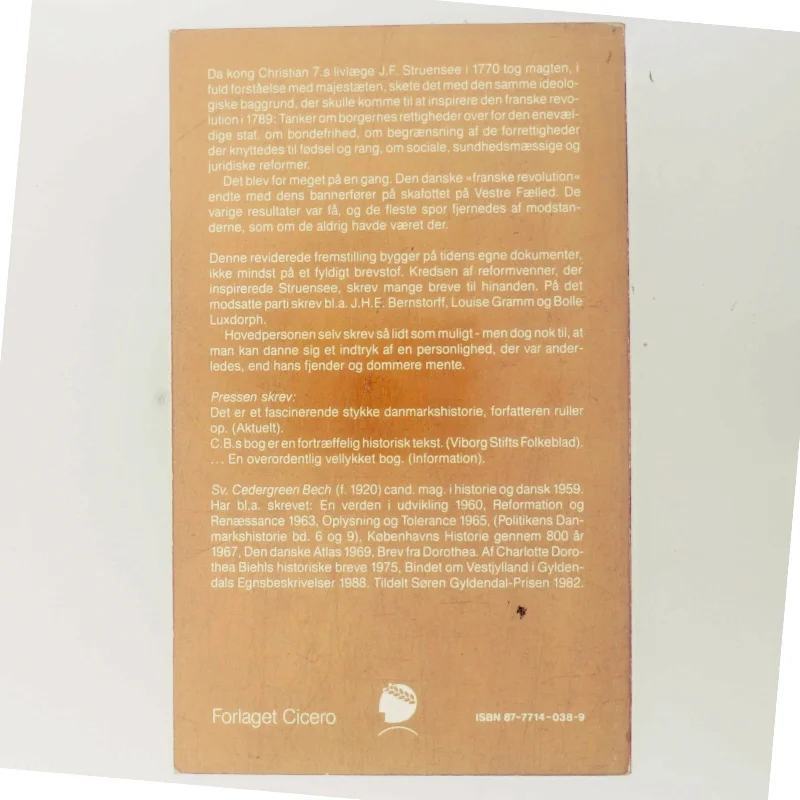 Da kong Christian 7.s livlæge J.F. Struensee i 1770 tog magten, i
fuld forståelse med majestæten, skete det med den samme ideolo-
giske baggrund, der skulle komme til at inspirere den franske revo-
lution i 1789: Tanker om borgernes rettigheder over for den enevæl-
dige stat, om bondefrihed, om begrænsning af de forrettigheder
der knyttedes til fødsel og rang, om sociale, sundhedsmæssige og
juridiske reformer.
Det blev for meget på en gang. Den danske »franske revolution«
endte med dens bannerfører på skafottet på Vestre Fælled. De
varige resultater var få, og de fleste spor fjernedes af modstan-
derne, som om de aldrig havde været der.
Denne reviderede fremstilling bygger på tidens egne dokumenter,
ikke mindst på et fyldigt brevstof. Kredsen af reformvenner, der
inspirerede Struensee, skrev mange breve til hinanden. På det
modsatte parti skrev bl.a. J.H.E. Bernstorff, Louise Gramm og Bolle
Luxdorph.
Hovedpersonen selv skrev så lidt som muligt - men dog nok til, at
man kan danne sig et indtryk af en personlighed, der var ander-
ledes, end hans fjender og dommere mente.
Pressen skrev:
Det er et fascinerende stykke danmarkshistorie, forfatteren ruller
op. (Aktuelt).
C.B.s bog er en fortræffelig historisk tekst. (Viborg Stifts Folkeblad).
... En overordentlig vellykket bog. (Information).
Sv. Cedergreen Bech (f. 1920) cand. mag. i historie og dansk 1959.
Har bl.a. skrevet: En verden i udvikling 1960, Reformation og
Renæssance 1963, Oplysning og Tolerance 1965, (Politikens Dan-
markshistorie bd. 6 og 9), Københavns Historie gennem 800 år
1967, Den danske Atlas 1969, Brev fra Dorothea. Af Charlotte Doro-
thea Biehls historiske breve 1975, Bindet om Vestjylland i Gylden-
dals Egnsbeskrivelser 1988. Tildelt Søren Gyldendal-Prisen 1982.
Forlaget Cicero
ISBN 87-7714-038-9